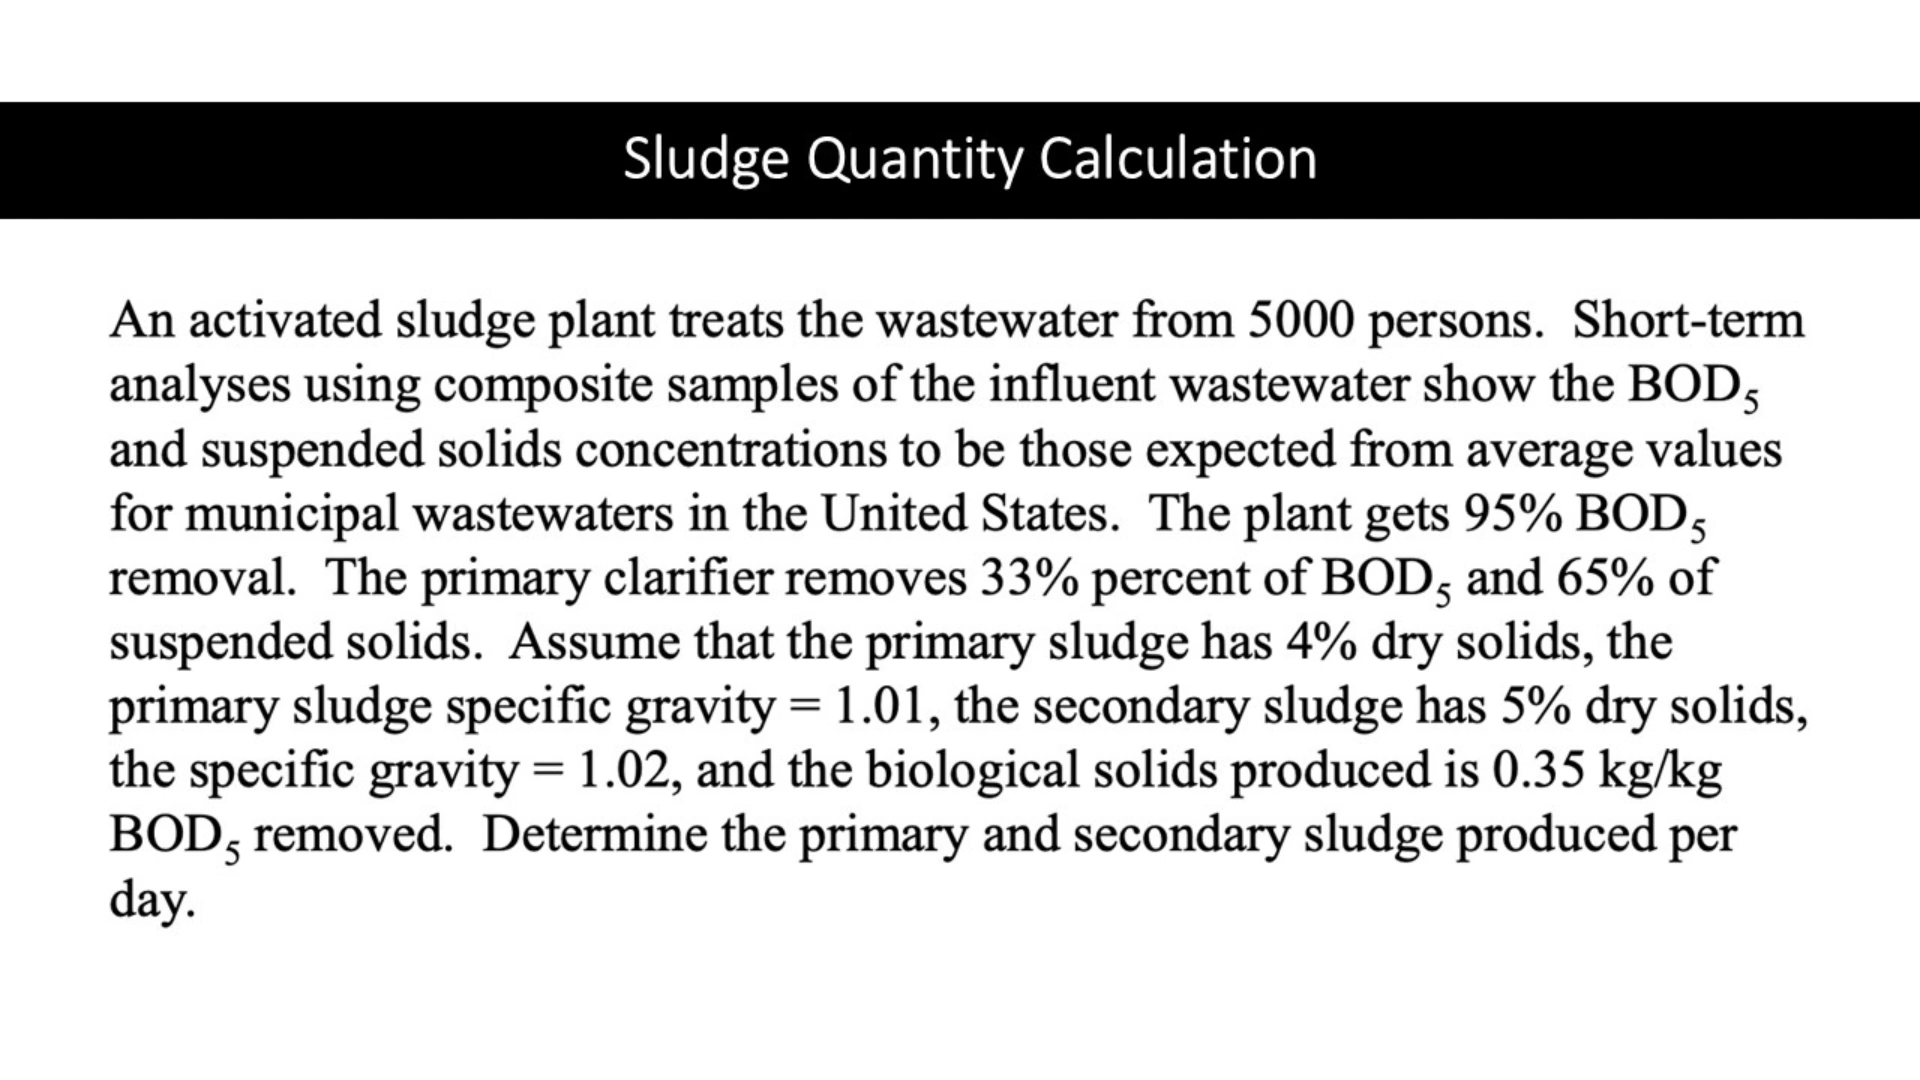 Sludge Quantity Calculation
An activated sludge plant treats the wastewater from 5000 persons.  Short-term
analyses using composite samples of the influent wastewater show the BOD₅
and suspended solids concentrations to be those expected from average values
for municipal wastewaters in the United States.  The plant gets 95% BOD₅
removal.  The primary clarifier removes 33% percent of BOD₅ and 65% of
suspended solids.  Assume that the primary sludge has 4% dry solids, the
primary sludge specific gravity = 1.01, the secondary sludge has 5% dry solids,
the specific gravity = 1.02, and the biological solids produced is 0.35 kg/kg
BOD₅ removed.  Determine the primary and secondary sludge produced per
day.